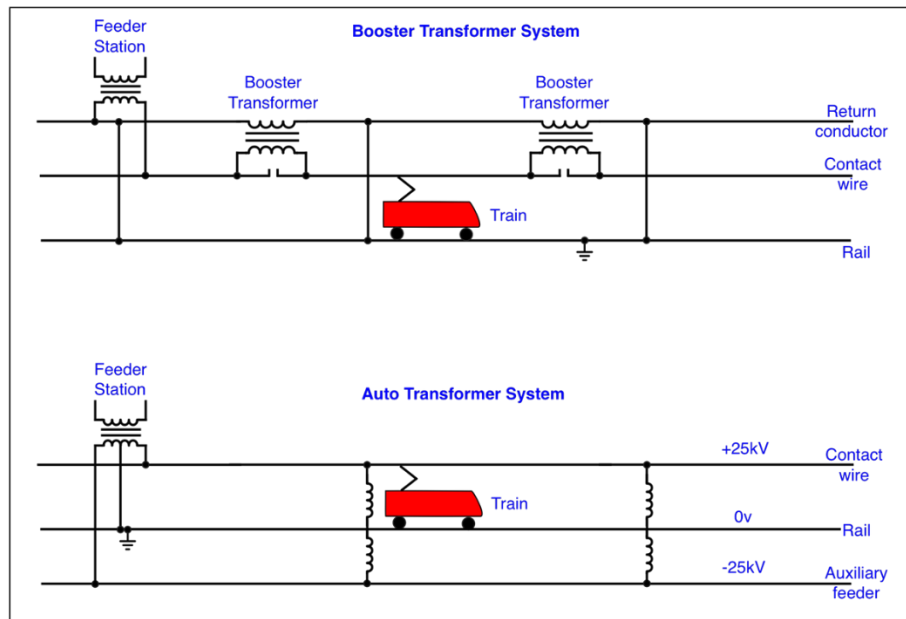 Booster Transformer System
Feeder
Station
Booster
Transformer
Booster
Transformer
Return
conductor
Contact
wire
Train
Rail
Feeder
Station
Auto Transformer System
+25kV
Contact
wire
Train
0v
Rail
-25kV
Auxiliary
feeder